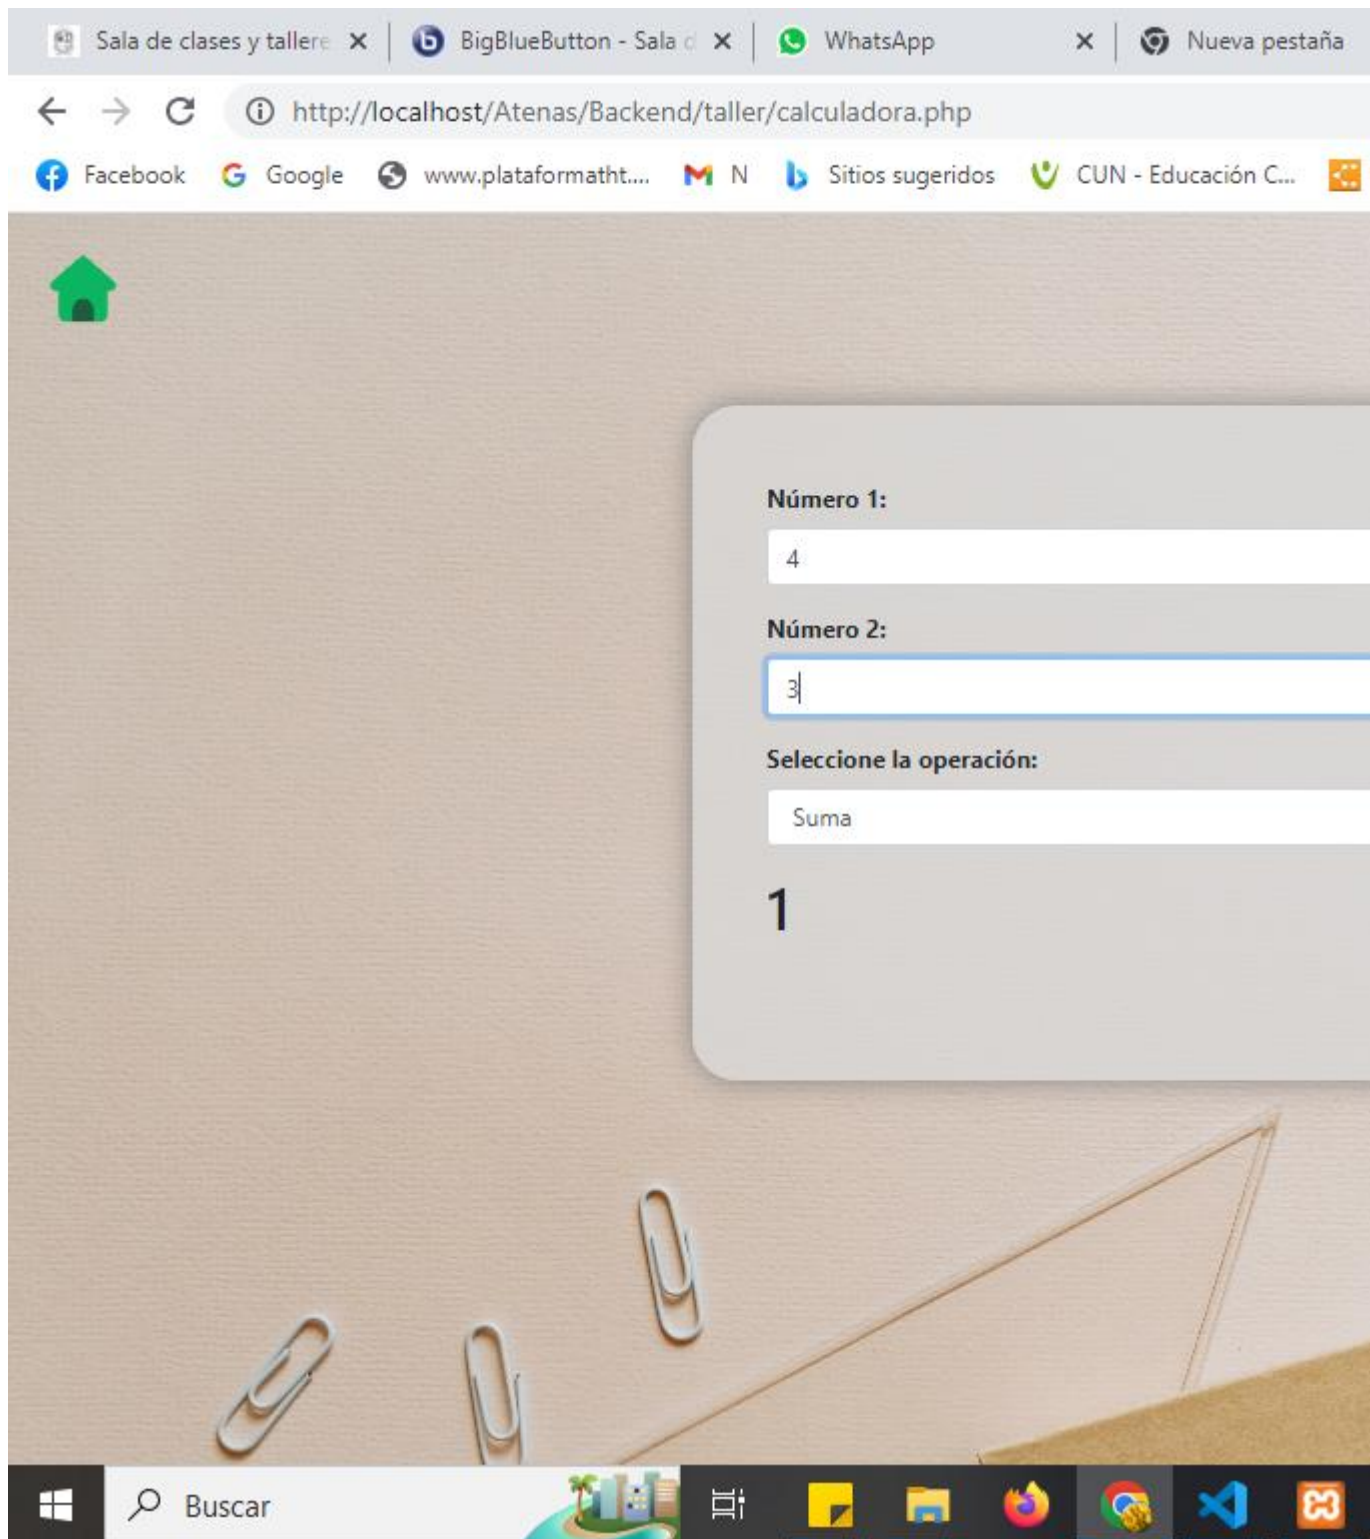 Sala de clases y tallere
BigBlueButton - Sala d
WhatsApp
Nueva pestaña
http://localhost/Atenas/Backend/taller/calculadora.php
Facebook
Google
www.plataformatht....
N
Sitios sugeridos
CUN - Educación C...
Número 1:
4
Número 2:
3
Seleccione la operación:
Suma
1
Buscar